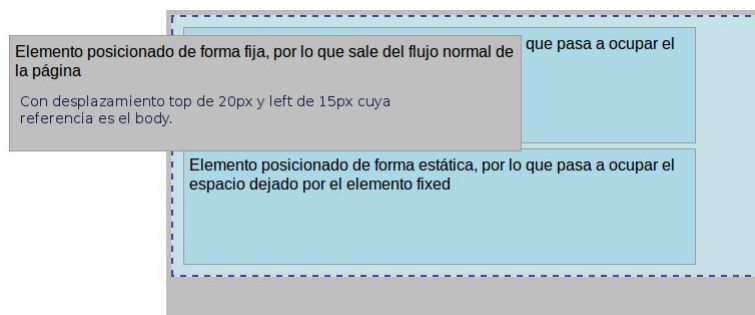 Elemento posicionado de forma fija, por lo que sale del flujo normal de
la página
Con desplazamiento top de 20px y left de 15px cuya
referencia es el body.
que pasa a ocupar el
Elemento posicionado de forma estática, por lo que pasa a ocupar el
espacio dejado por el elemento fixed